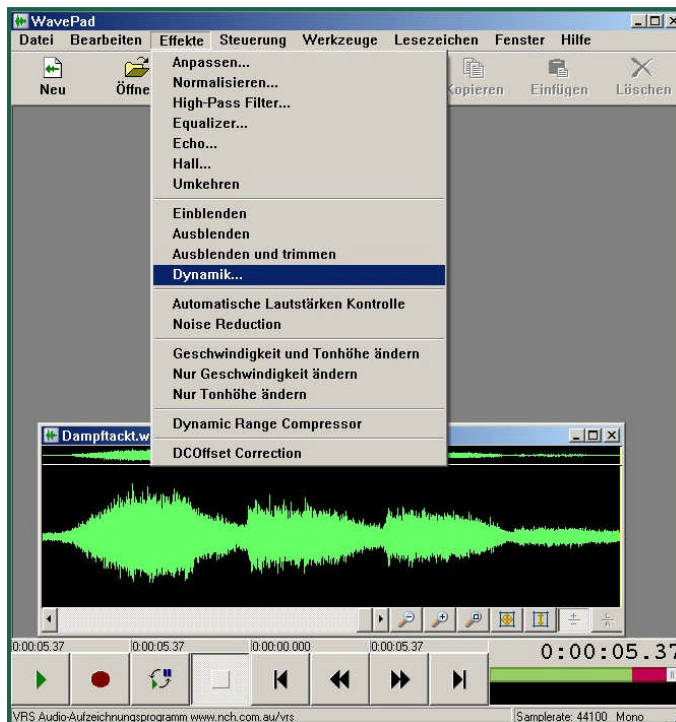 WavePad
Datei Bearbeiten Effekte Steuerung Werkzeuge Lesezeichen Fenster Hilfe
Neu Öffne Kopieren Einfügen Löschen
Anpassen...
Normalisieren...
High-Pass Filter...
Equalizer...
Echo...
Hall...
Umkehren
Einblenden
Ausblenden
Ausblenden und trimmen
Dynamik...
Automatische Lautstärken Kontrolle
Noise Reduction
Geschwindigkeit und Tonhöhe ändern
Nur Geschwindigkeit ändern
Nur Tonhöhe ändern
Dynamic Range Compressor
DCOffset Correction
Dampftackt.w
0:00:05.37 0:00:05.37 0:00:00.000 0:00:05.37 0:00:05.37
VRS Audio-Aufzeichnungsprogramm www.nch.com.au/vrs Samplerate: 44100 Mono